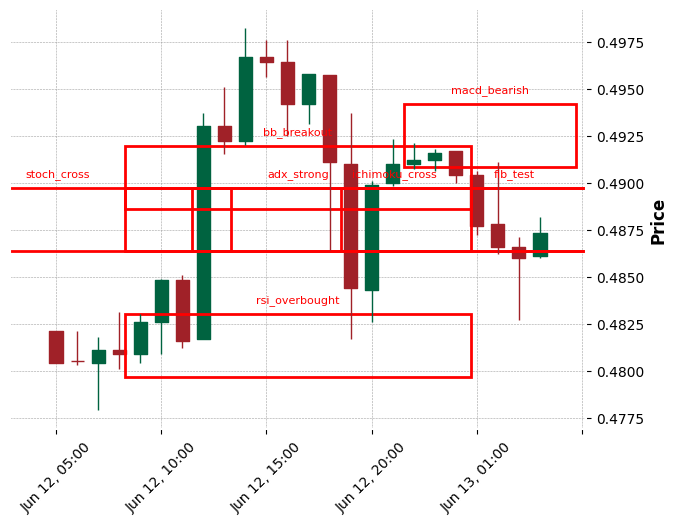 0.4975
0.4950
macd_bearish
0.4925
bb_breakout
0.4900
stoch_cross
adx_strong
ichimoku_cross
fib_test
0.4875
Price
0.4850
rsi_overbought
0.4825
0.4800
0.4775
Jun 12, 05:00
Jun 12, 10:00
Jun 12, 15:00
Jun 12, 20:00
Jun 13, 01:00